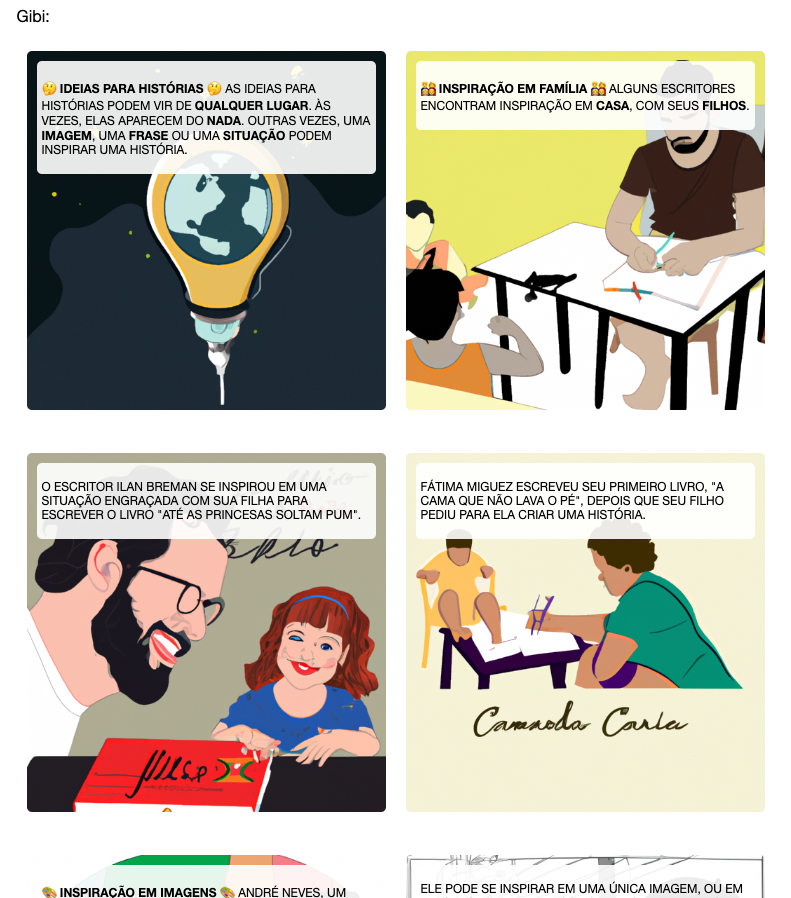 Gibi:
🤔 IDEIAS PARA HISTÓRIAS 🤔 AS IDEIAS PARA
HISTÓRIAS PODEM VIR DE QUALQUER LUGAR. ÀS
VEZES, ELAS APARECEM DO NADA. OUTRAS VEZES, UMA
IMAGEM, UMA FRASE OU UMA SITUAÇÃO PODEM
INSPIRAR UMA HISTÓRIA.
👨‍👩‍👧‍👦 INSPIRAÇÃO EM FAMÍLIA 👨‍👩‍👧‍👦 ALGUNS ESCRITORES
ENCONTRAM INSPIRAÇÃO EM CASA, COM SEUS FILHOS.
O ESCRITOR ILAN BREMAN SE INSPIROU EM UMA
SITUAÇÃO ENGRAÇADA COM SUA FILHA PARA
ESCREVER O LIVRO "ATÉ AS PRINCESAS SOLTAM PUM".
FÁTIMA MIGUEZ ESCREVEU SEU PRIMEIRO LIVRO, "A
CAMA QUE NÃO LAVA O PÉ", DEPOIS QUE SEU FILHO
PEDIU PARA ELA CRIAR UMA HISTÓRIA.
🎨 INSPIRAÇÃO EM IMAGENS 🎨 ANDRÉ NEVES, UM
ELE PODE SE INSPIRAR EM UMA ÚNICA IMAGEM, OU EM